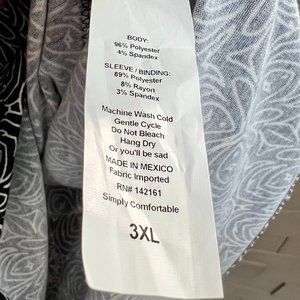 BODY:
96% Polyester
4% Spandex
SLEEVE / BINDING:
89% Polyester
8% Rayon
3% Spandex
Machine Wash Cold
Gentle Cycle
Do Not Bleach
Hang Dry
Or you'll be sad
MADE IN MEXICO
Fabric Imported
RN# 142161
Simply Comfortable
3XL